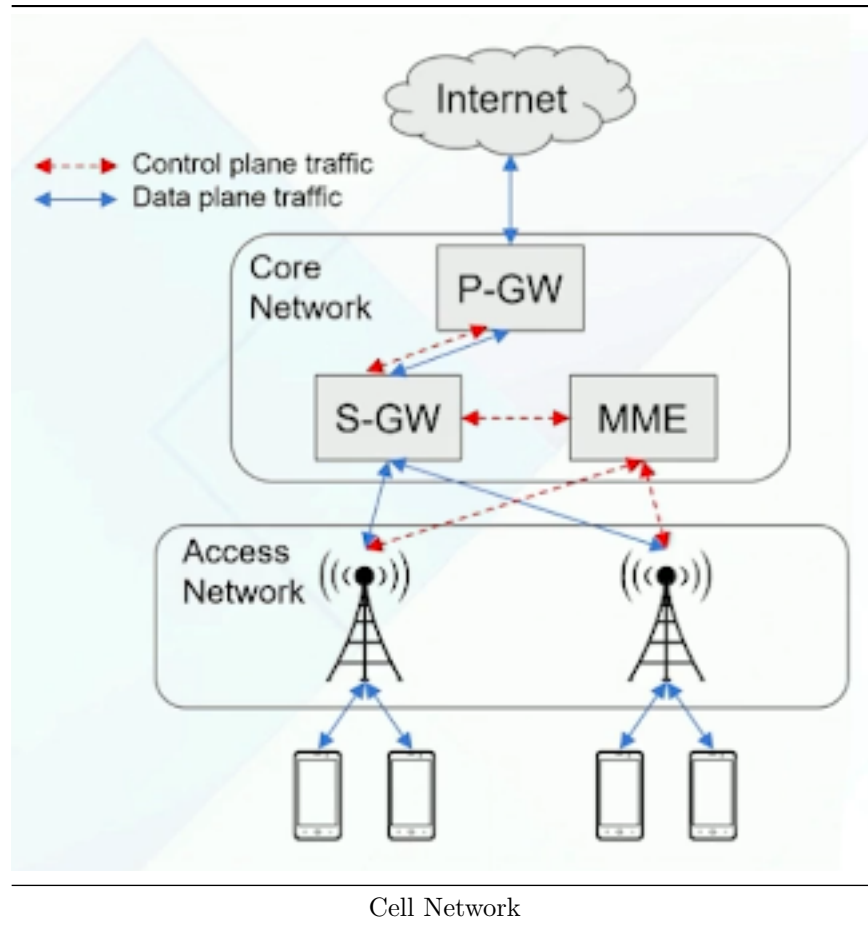 Internet
Control plane traffic
Data plane traffic
Core
Network
P-GW
S-GW
MME
Access
Network
Cell Network